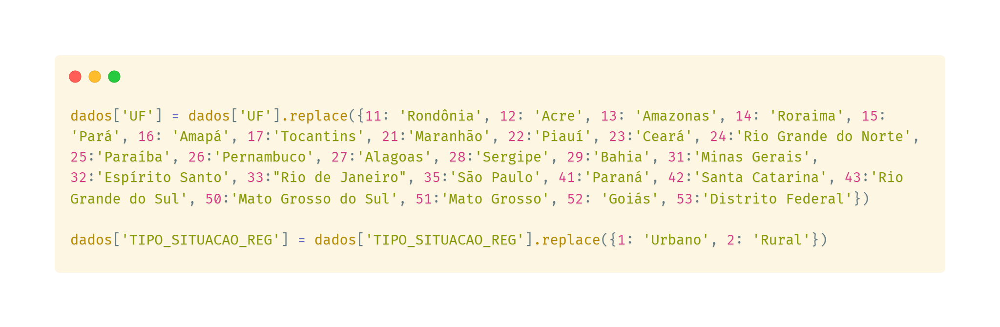 dados['UF'] = dados['UF'].replace({11: 'Rondônia', 12: 'Acre', 13: 'Amazonas', 14: 'Roraima', 15:
'Pará', 16: 'Amapá', 17:'Tocantins', 21:'Maranhão', 22:'Piauí', 23:'Ceará', 24:'Rio Grande do Norte',
25:'Paraíba', 26:'Pernambuco', 27:'Alagoas', 28:'Sergipe', 29:'Bahia', 31:'Minas Gerais',
32:'Espírito Santo', 33:"Rio de Janeiro", 35:'São Paulo', 41:'Paraná', 42:'Santa Catarina', 43:'Rio
Grande do Sul', 50:'Mato Grosso do Sul', 51:'Mato Grosso', 52: 'Goiás', 53:'Distrito Federal'})
dados['TIPO_SITUACAO_REG'] = dados['TIPO_SITUACAO_REG'].replace({1: 'Urbano', 2: 'Rural'})